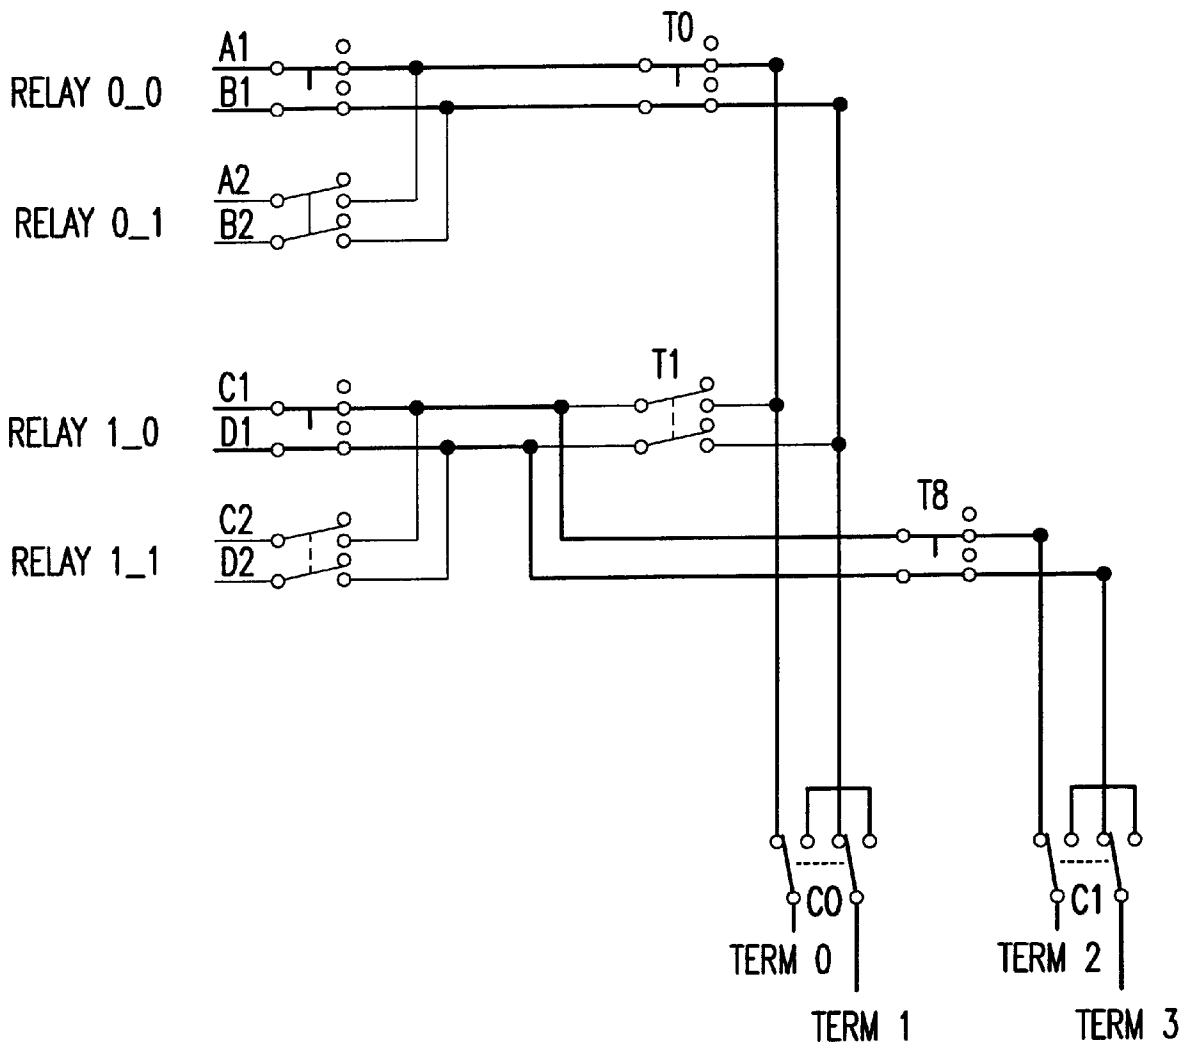 A1
T0
RELAY 0_0
B1
A2
RELAY 0_1
B2
T1
C1
RELAY 1_0
D1
T8
C2
RELAY 1_1
D2
C0
C1
TERM 0
TERM 2
TERM 1
TERM 3